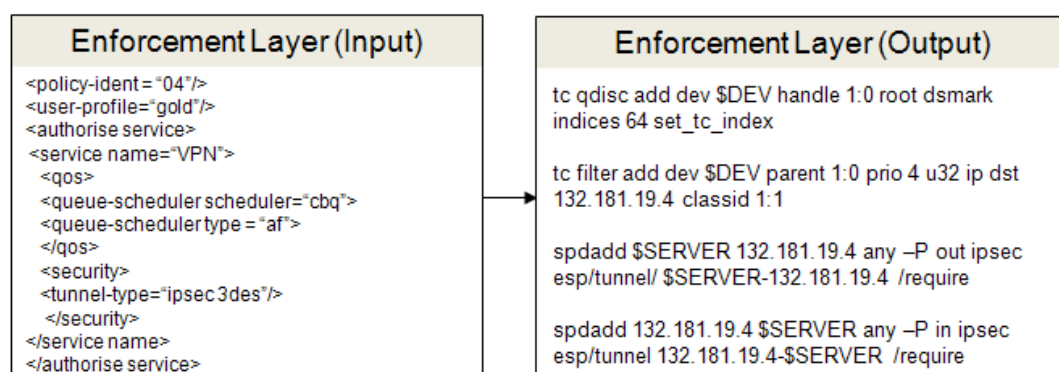 Enforcement Layer (Input)
<policy-ident = “04”/>
<user-profile=“gold”/>
<authorise service>
<service name=“VPN”>
<qos>
<queue-scheduler scheduler=“cbq”>
<queue-scheduler type = “af”>
</qos>
<security>
<tunnel-type=“ipsec 3des”/>
</security>
</service name>
</authorise service>
Enforcement Layer (Output)
tc qdisc add dev $DEV handle 1:0 root dsmark
indices 64 set_tc_index
tc filter add dev $DEV parent 1:0 prio 4 u32 ip dst
132.181.19.4 classid 1:1
spdadd $SERVER 132.181.19.4 any –P out ipsec
esp/tunnel/ $SERVER-132.181.19.4 /require
spdadd 132.181.19.4 $SERVER any –P in ipsec
esp/tunnel 132.181.19.4-$SERVER /require